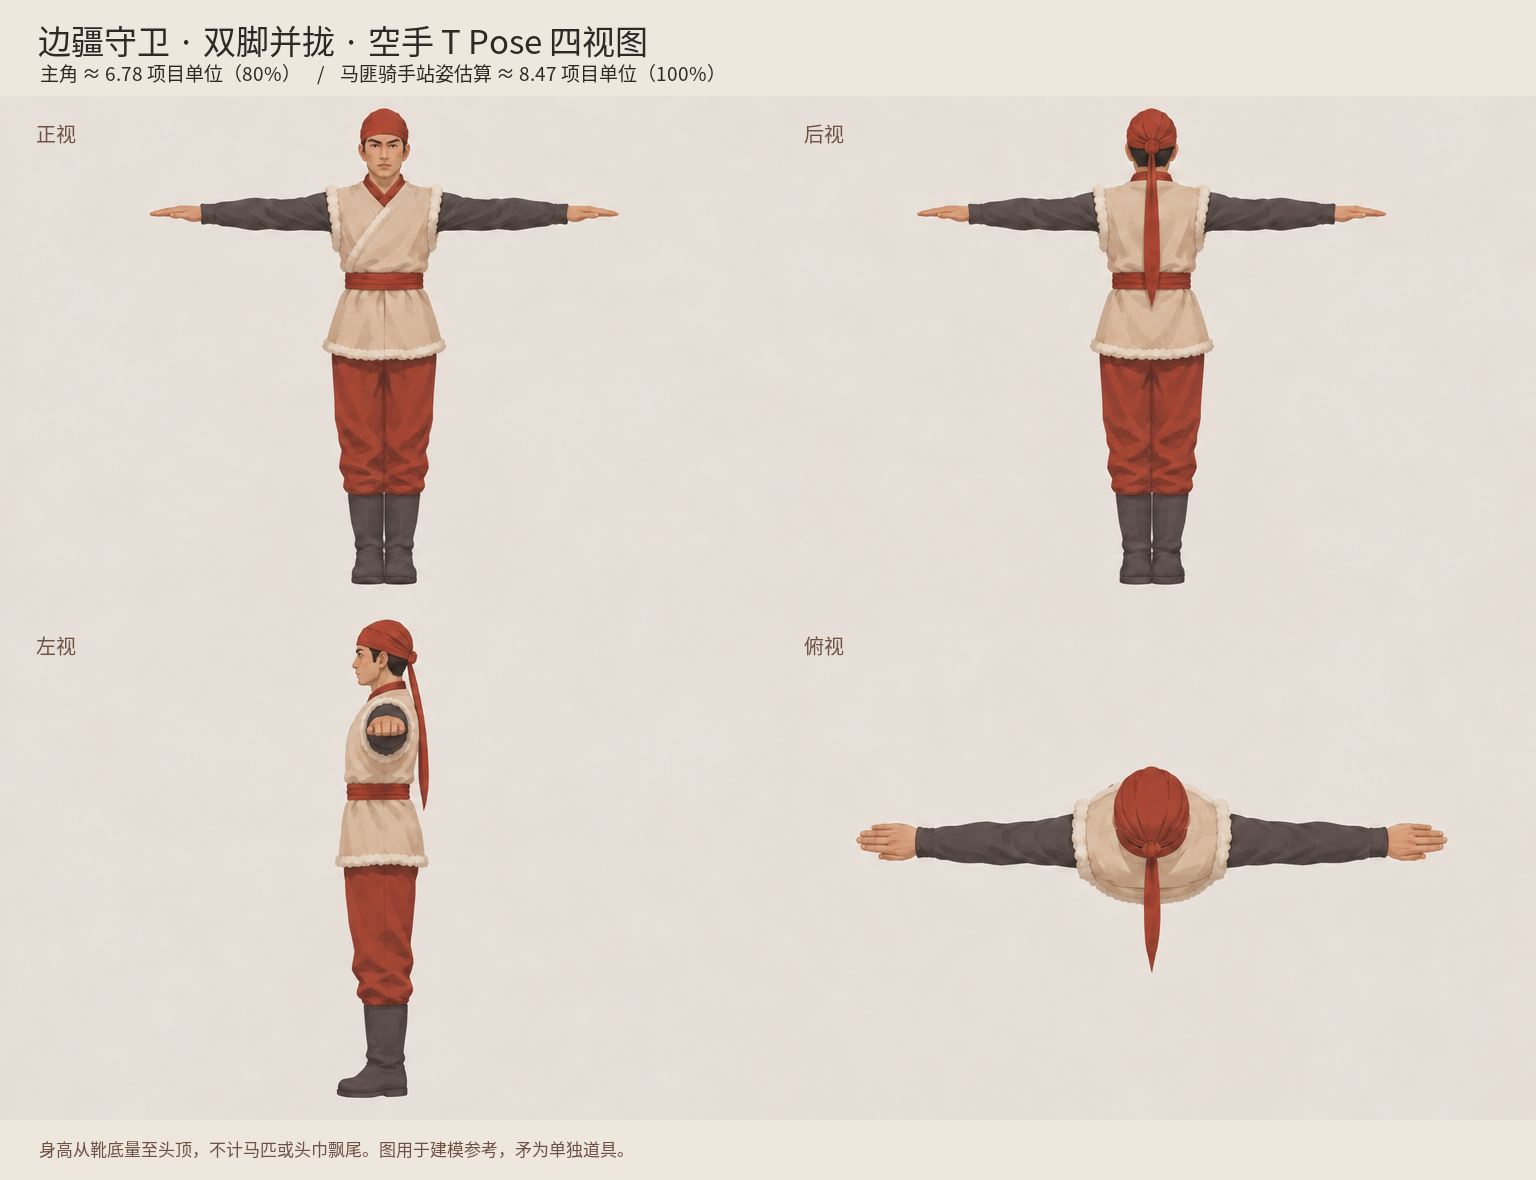 边疆守卫 · 双脚并拢 · 空手 T Pose 四视图
主角 ≈ 6.78 项目单位（80%） / 马匪骑手站姿估算 ≈ 8.47 项目单位（100%）
正视
后视
左视
俯视
身高从靴底量至头顶，不计马匹或头巾飘尾。图用于建模参考，矛为单独道具。